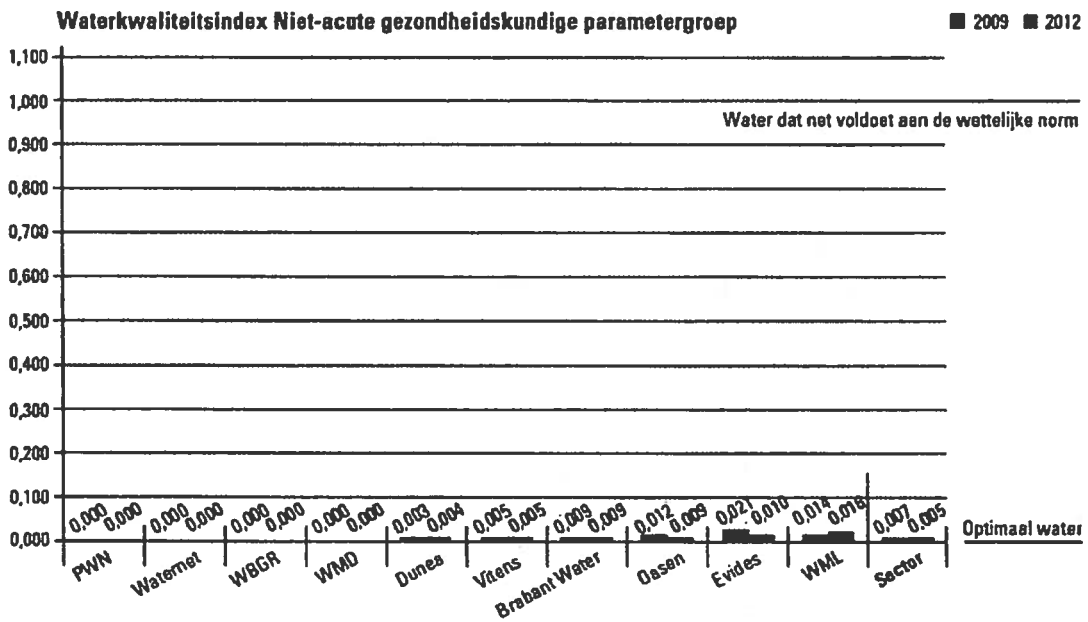 Waterkwaliteitsindex Niet-acute gezondheidskundige parametergroep
2009 2012
1,100
1,000
Water dat net voldoet aan de wettelijke norm
0,900
0,800
0,700
0,600
0,500
0,400
0,300
0,200
0,100
0,000 0,000 0,000 0,000 0,000 0,000 0,000 0,000 0,003 0,004 0,005 0,005 0,009 0,009 0,012 0,009 0,021 0,010 0,014 0,018 0,007 0,005
0,000
Optimaal water
PWN Waternet WBGR WMD Dunea Vitens Brabant Water Oasen Evides WML Sector